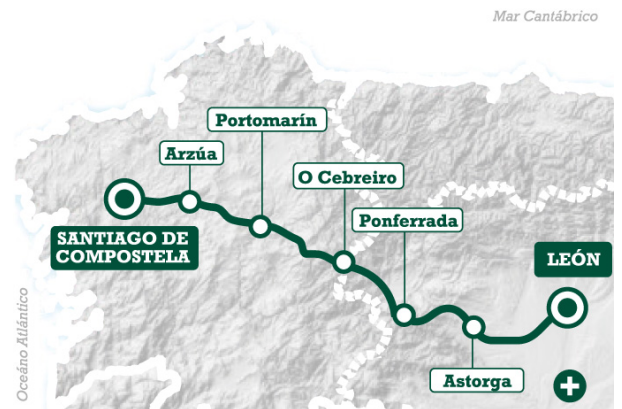 Mar Cantábrico
Portomarín
Arzúa
O Cebreiro
Ponferrada
SANTIAGO DE
COMPOSTELA
LEÓN
Oceáno Atlántico
Astorga